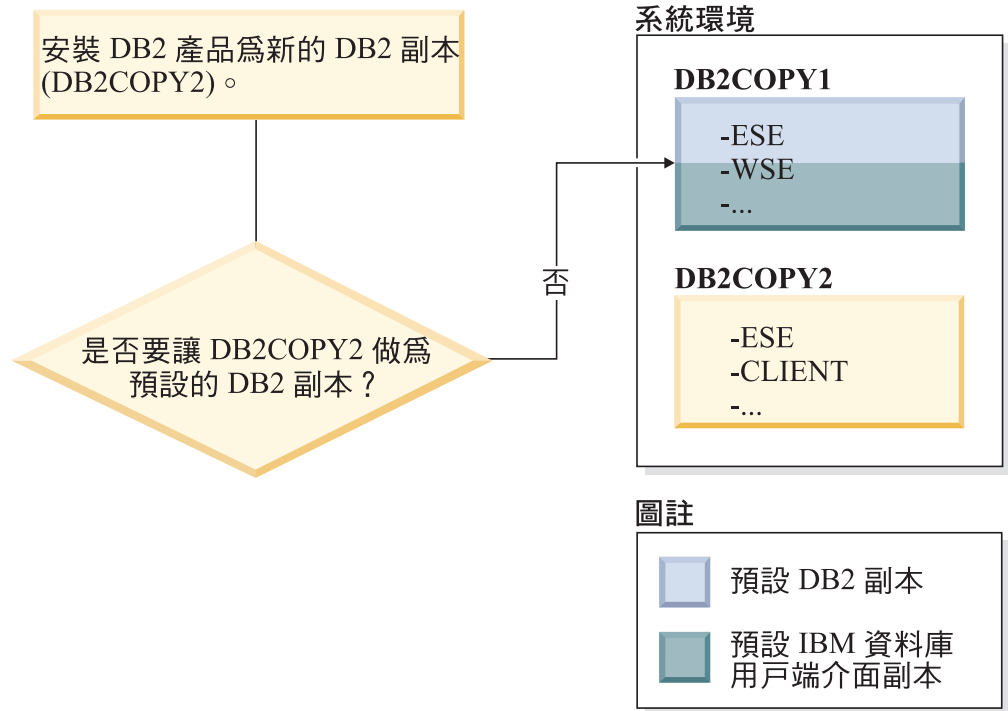 安裝 DB2 產品爲新的 DB2 副本
(DB2COPY2)。
是否要讓 DB2COPY2 做爲
預設的 DB2 副本？
否
系統環境
DB2COPY1
-ESE
-WSE
-...
DB2COPY2
-ESE
-CLIENT
-...
圖註
預設 DB2 副本
預設 IBM 資料庫
用戶端介面副本